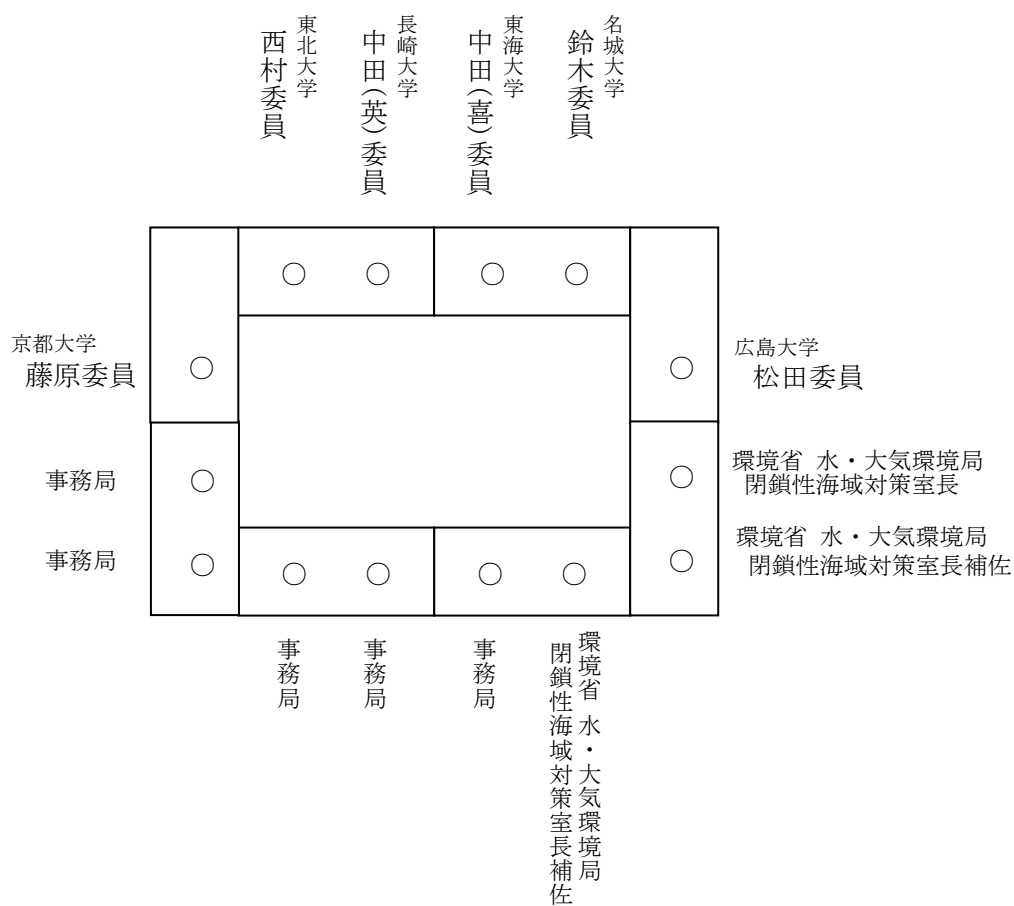 東北大学
西村委員
長崎大学
中田(英)委員
東海大学
中田(喜)委員
名城大学
鈴木委員
京都大学
藤原委員
広島大学
松田委員
事務局
環境省 水・大気環境局
閉鎖性海域対策室長
事務局
環境省 水・大気環境局
閉鎖性海域対策室長補佐
事務局
事務局
事務局
環境省 水・大気環境局
閉鎖性海域対策室長補佐